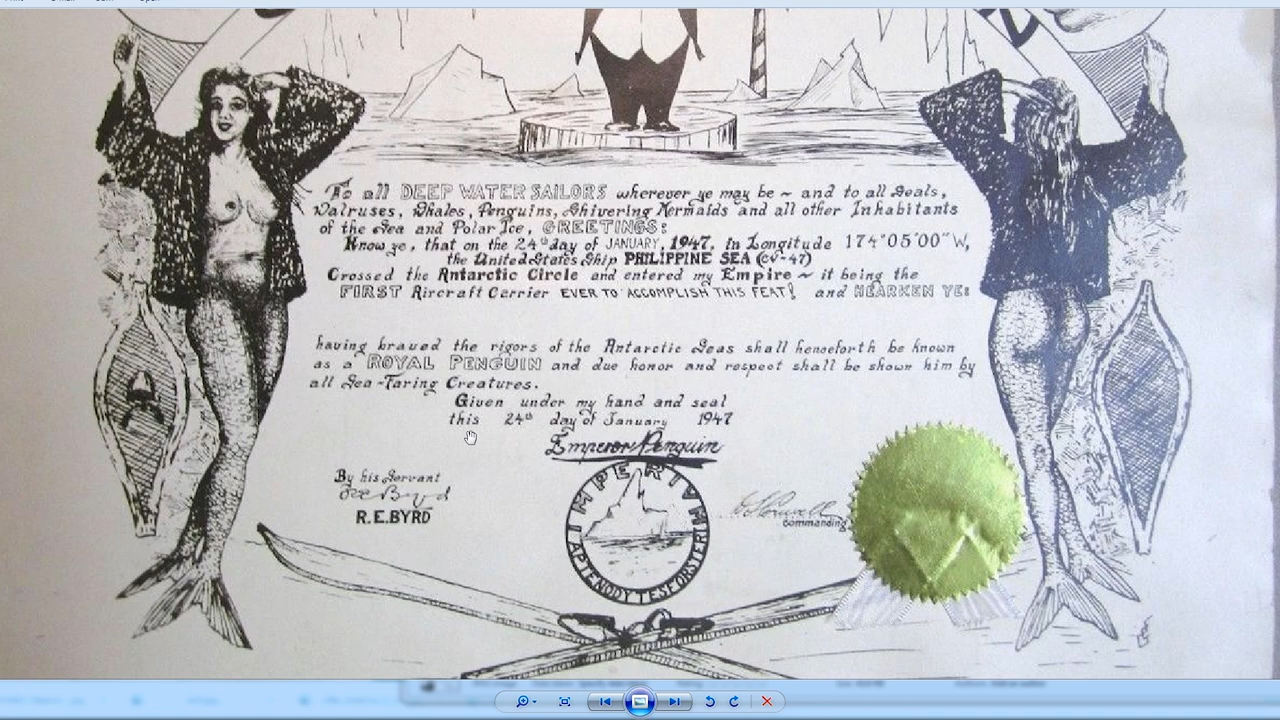 To all DEEP WATER SAILORS wherever ye may be ~ and to all Seals,
Walruses, Whales, Penguins, Shivering Mermaids and all other Inhabitants
of the Sea and Polar Ice, GREETINGS:
Know ye, that on the 24th day of JANUARY, 1947, in Longitude 174°05'00"W,
the United States Ship PHILIPPINE SEA (CV-47)
Crossed the Antarctic Circle and entered my Empire ~ it being the
FIRST Aircraft Carrier EVER TO ACCOMPLISH THIS FEAT! and HEARKEN YE:
having braved the rigors of the Antarctic Seas shall henceforth be known
as a ROYAL PENGUIN and due honor and respect shall be shown him by
all Sea-Faring Creatures.
Given under my hand and seal
this 24th day of January 1947
Emperor Penguin
By his Servant
R.E. Byrd
R.E.BYRD
commanding
IMPERIVM
APTENODYTES FORSTERI